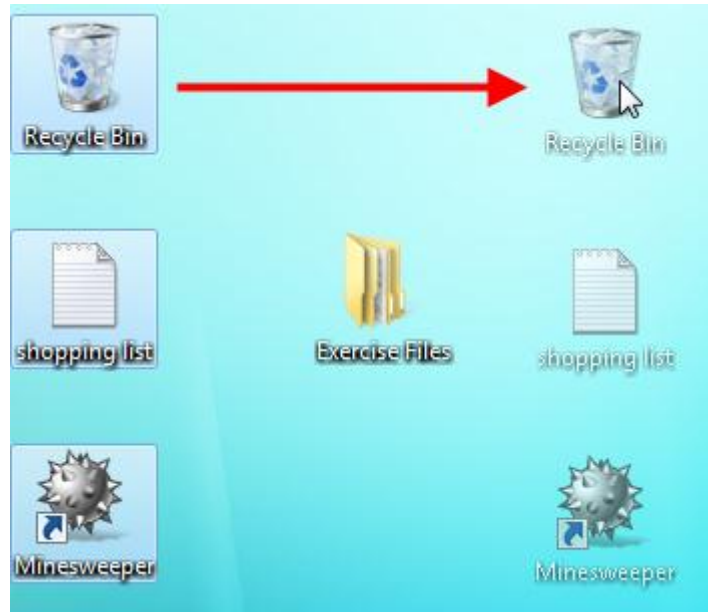 Recycle Bin
Recycle Bin
shopping list
Exercise Files
shopping list
Minesweeper
Minesweeper